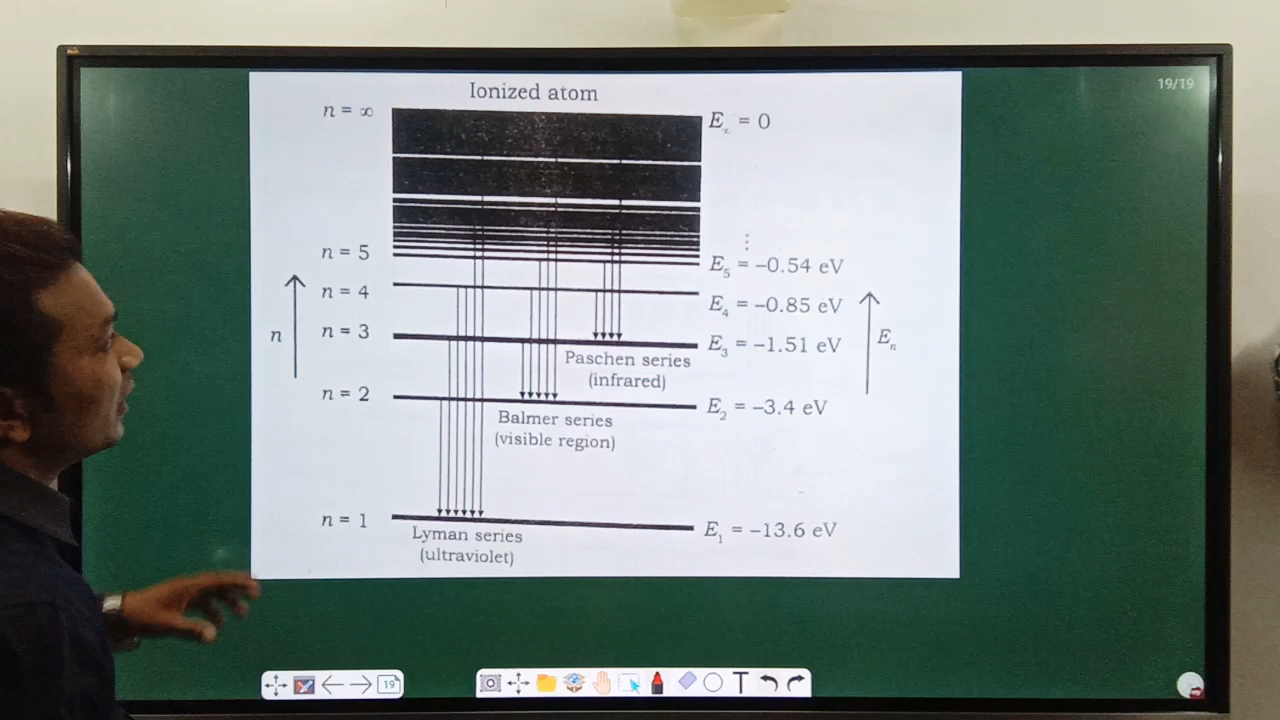 19/19
Ionized atom
n = ∞
E∞ = 0
n = 5
⋮
E₅ = −0.54 eV
n = 4
E₄ = −0.85 eV
n
n = 3
E₃ = −1.51 eV
Eₙ
Paschen series
(infrared)
n = 2
E₂ = −3.4 eV
Balmer series
(visible region)
n = 1
E₁ = −13.6 eV
Lyman series
(ultraviolet)
19
T